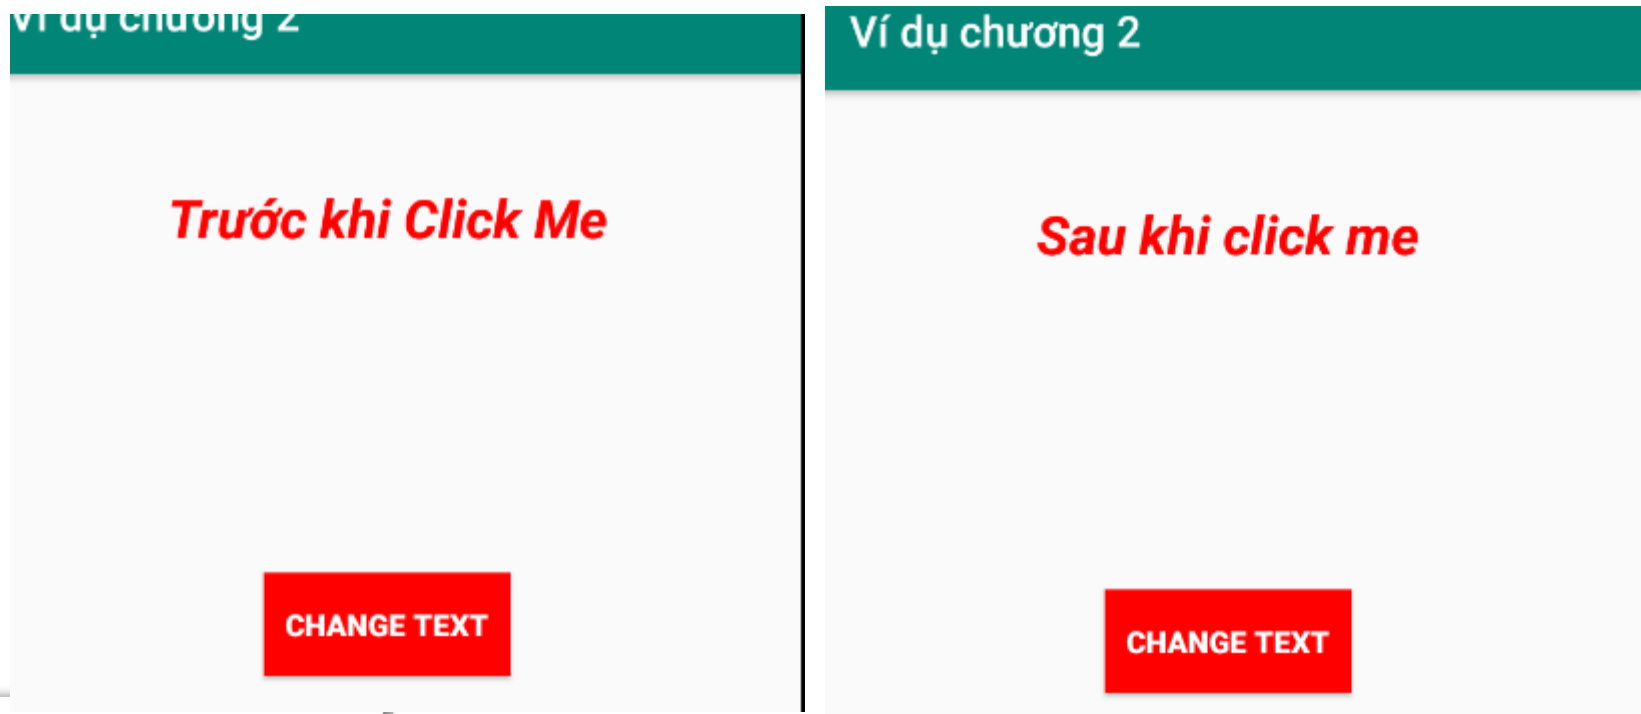 Ví dụ chương 2
Trước khi Click Me
CHANGE TEXT
Ví dụ chương 2
Sau khi click me
CHANGE TEXT